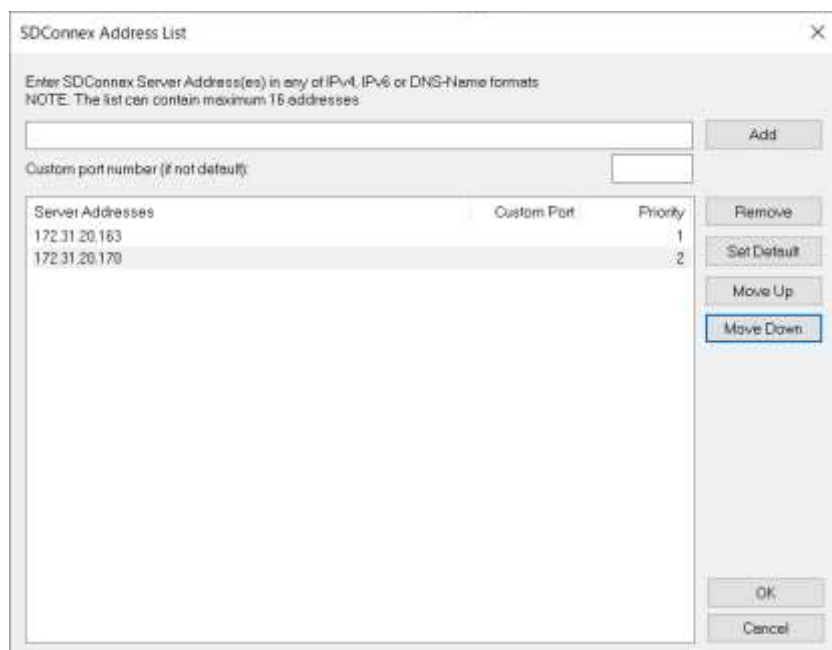 SDConnex Address List
Enter SDConnex Server Address(es) in any of IPv4, IPv6 or DNS-Name formats
NOTE: The list can contain maximum 16 addresses
Add
Custom port number (if not default):
Server Addresses Custom Port Priority
Remove
172.31.20.163 1
172.31.20.170 2
Set Default
Move Up
Move Down
OK
Cancel